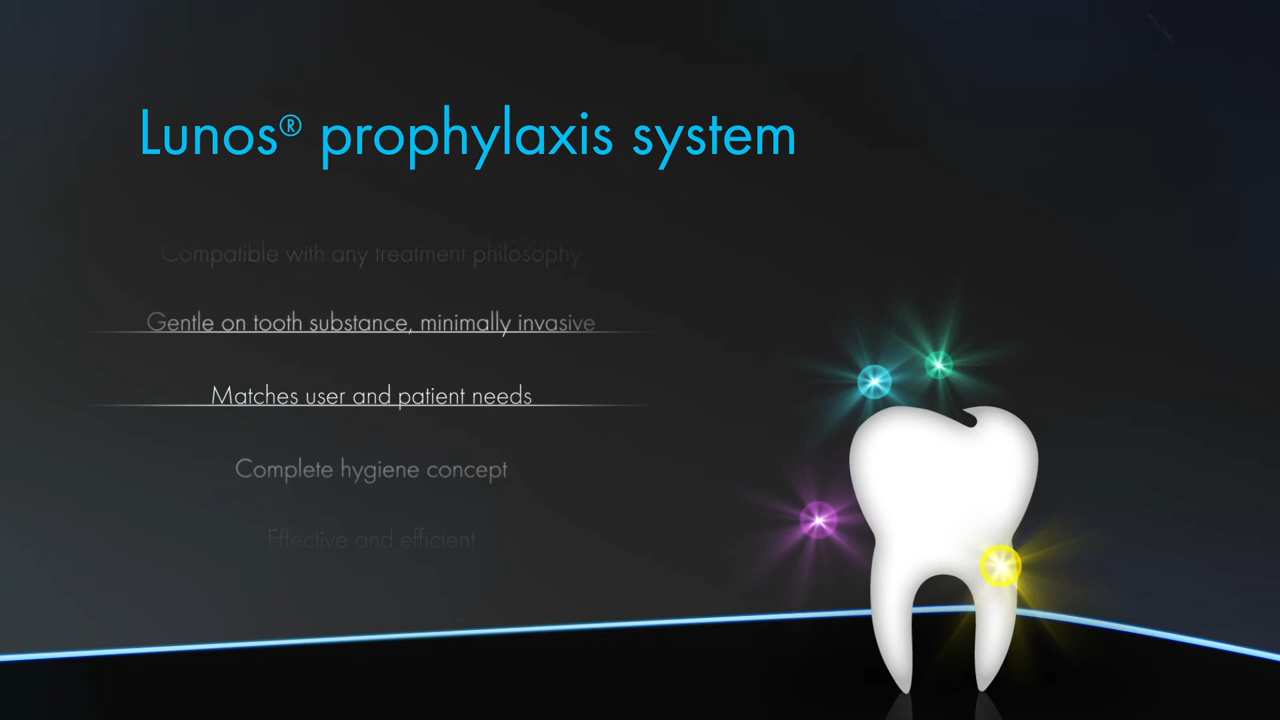 Lunos® prophylaxis system
Compatible with any treatment philosophy
Gentle on tooth substance, minimally invasive
Matches user and patient needs
Complete hygiene concept
Effective and efficient